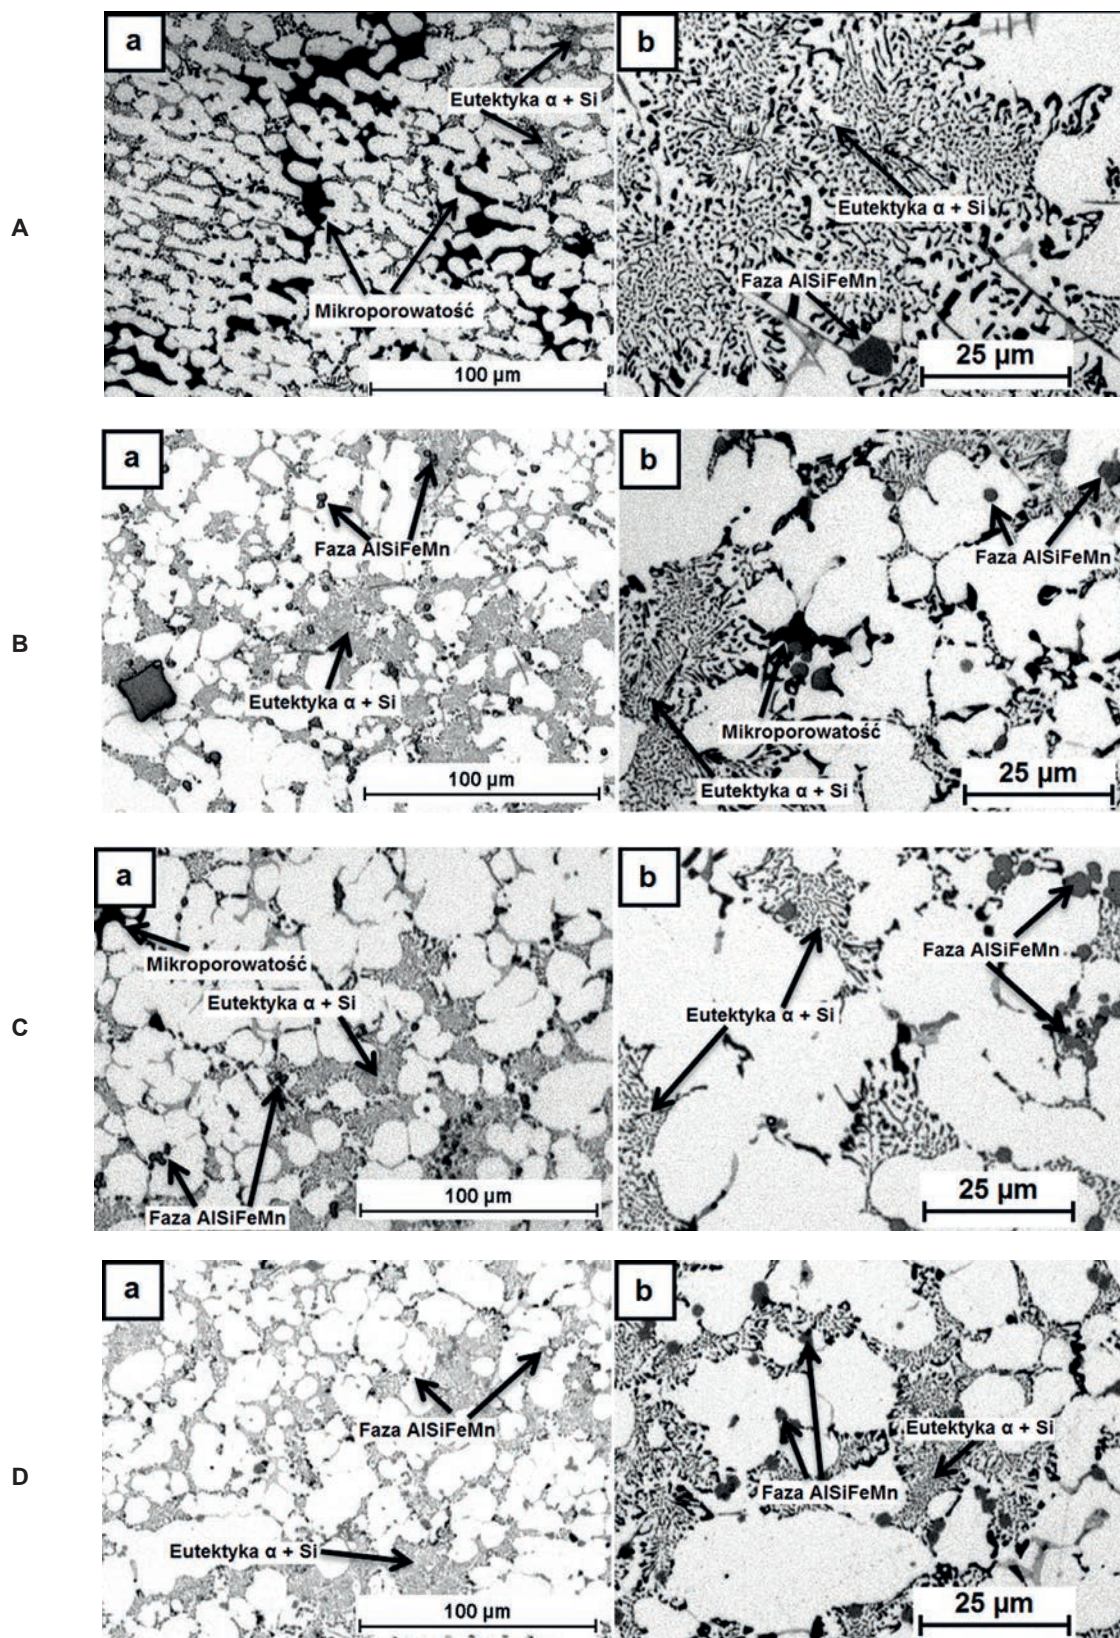 A
a
Eutektyka α + Si
Mikroporowatość
100 µm
b
Eutektyka α + Si
Faza AlSiFeMn
25 µm
B
a
Faza AlSiFeMn
Eutektyka α + Si
100 µm
b
Faza AlSiFeMn
Mikroporowatość
Eutektyka α + Si
25 µm
C
a
Mikroporowatość
Eutektyka α + Si
Faza AlSiFeMn
100 µm
b
Faza AlSiFeMn
Eutektyka α + Si
25 µm
D
a
Faza AlSiFeMn
Eutektyka α + Si
100 µm
b
Eutektyka α + Si
Faza AlSiFeMn
25 µm